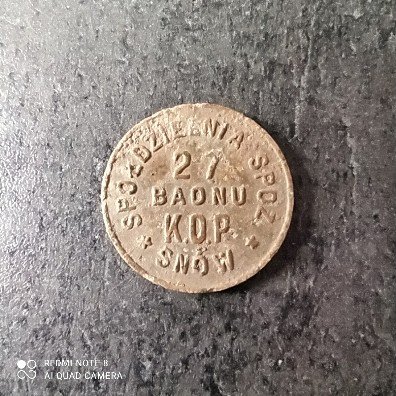 SPÓŁDZIELNIA SPOŻ.
27
BAONU
K.O.P.
SNÓW
REDMI NOTE 8
AI QUAD CAMERA